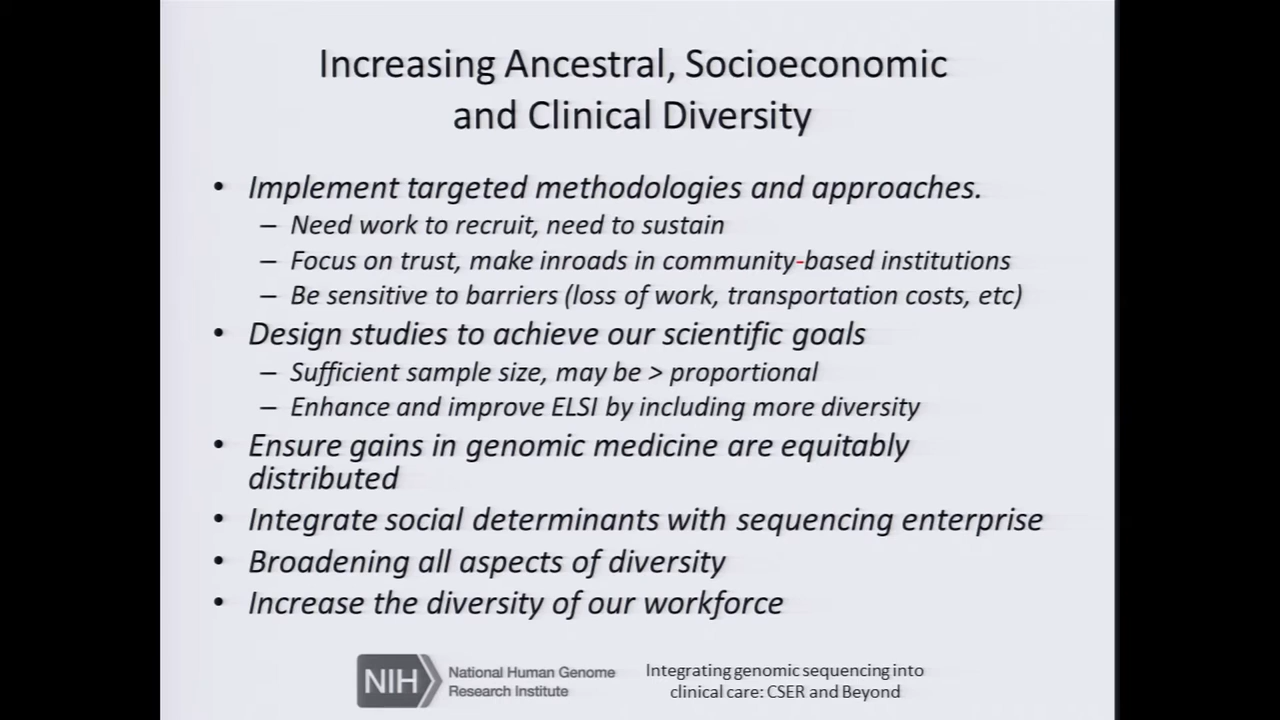 Increasing Ancestral, Socioeconomic
and Clinical Diversity
• Implement targeted methodologies and approaches.
– Need work to recruit, need to sustain
– Focus on trust, make inroads in community-based institutions
– Be sensitive to barriers (loss of work, transportation costs, etc)
• Design studies to achieve our scientific goals
– Sufficient sample size, may be > proportional
– Enhance and improve ELSI by including more diversity
• Ensure gains in genomic medicine are equitably
distributed
• Integrate social determinants with sequencing enterprise
• Broadening all aspects of diversity
• Increase the diversity of our workforce
NIH National Human Genome
Research Institute
Integrating genomic sequencing into
clinical care: CSER and Beyond